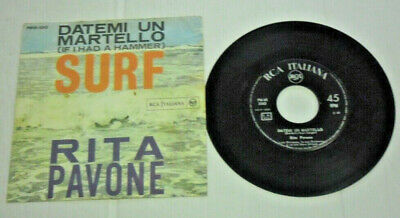 DATEMI UN
MARTELLO
(IF I HAD A HAMMER)
SURF
RCA ITALIANA
RITA
PAVONE
RCA ITALIANA
45
DATEMI UN MARTELLO
Rita Pavone